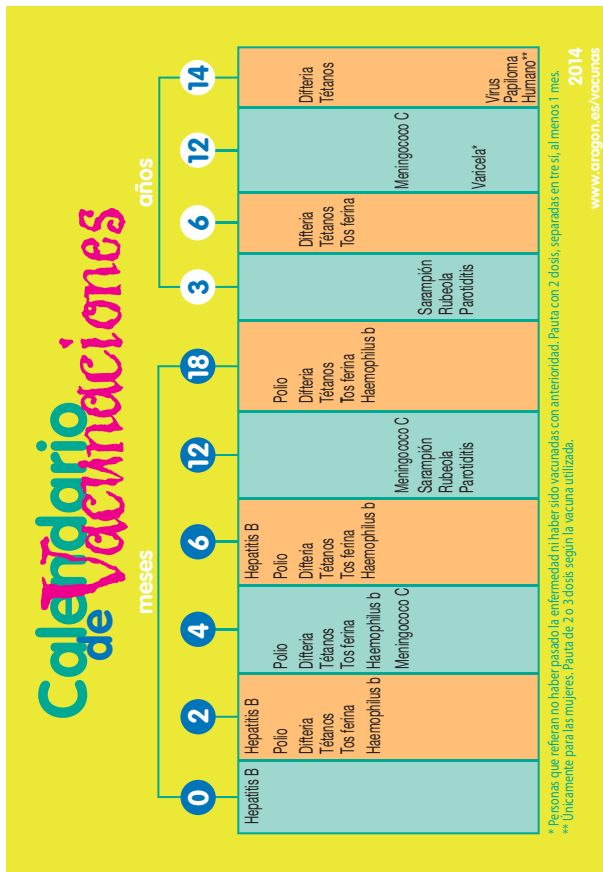 Calendario
de Vacunaciones
meses
años
0
2
4
6
12
18
3
6
12
14
Hepatitis B
Hepatitis B
Polio
Difteria
Tétanos
Tos ferina
Haemophilus b
Polio
Difteria
Tétanos
Tos ferina
Haemophilus b
Meningococo C
Hepatitis B
Polio
Difteria
Tétanos
Tos ferina
Haemophilus b
Meningococo C
Sarampión
Rubeola
Parotiditis
Polio
Difteria
Tétanos
Tos ferina
Haemophilus b
Sarampión
Rubeola
Parotiditis
Difteria
Tétanos
Tos ferina
Meningococo C
Varicela*
Difteria
Tétanos
Virus
Papiloma
Humano**
* Personas que refieran no haber pasado la enfermedad ni haber sido vacunadas con anterioridad. Pauta con 2 dosis, separadas en tre sí, al menos 1 mes.
** Únicamente para las mujeres. Pauta de 2 o 3 dosis según la vacuna utilizada.
2014
www.aragon.es/vacunas